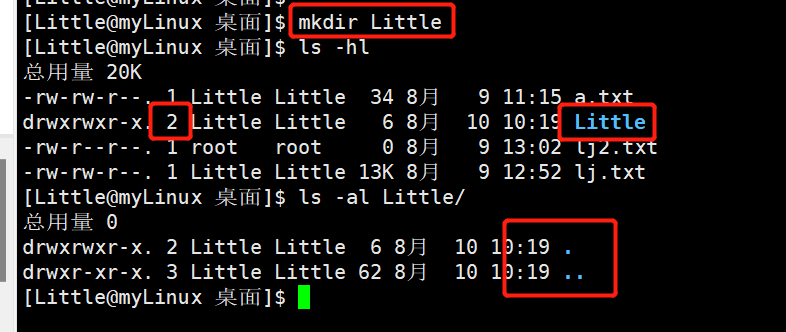 [Little@myLinux 桌面]$ mkdir Little
[Little@myLinux 桌面]$ ls -hl
总用量 20K
-rw-rw-r--. 1 Little Little  34 8月   9 11:15 a.txt
drwxrwxr-x. 2 Little Little   6 8月  10 10:19 Little
-rw-r--r--. 1 root   root     0 8月   9 13:02 lj2.txt
-rw-rw-r--. 1 Little Little 13K 8月   9 12:52 lj.txt
[Little@myLinux 桌面]$ ls -al Little/
总用量 0
drwxrwxr-x. 2 Little Little  6 8月  10 10:19 .
drwxr-xr-x. 3 Little Little 62 8月  10 10:19 ..
[Little@myLinux 桌面]$